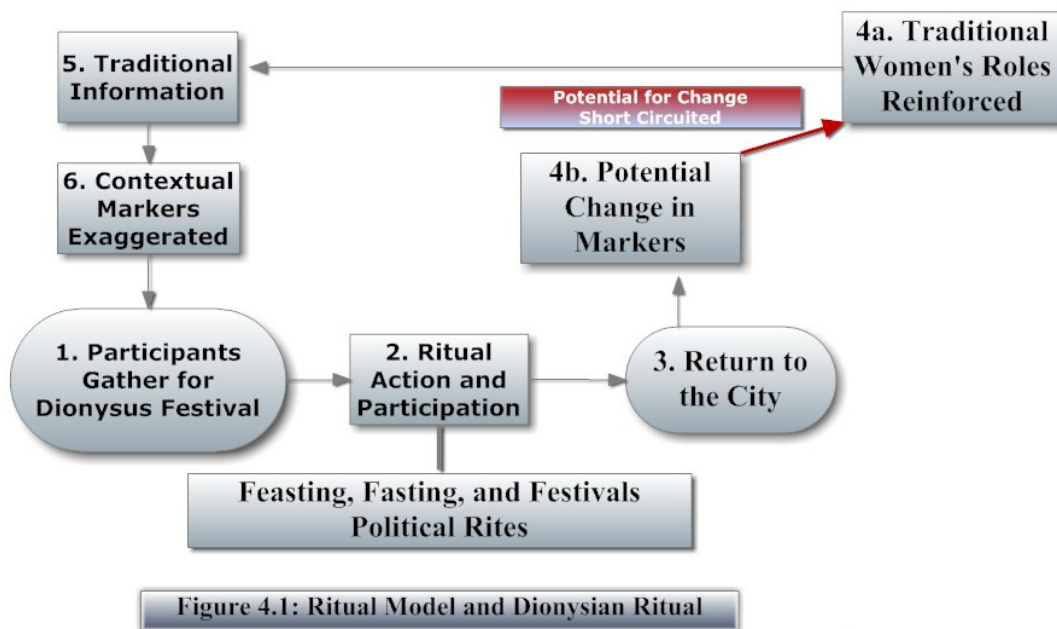 4a. Traditional
Women's Roles
Reinforced
5. Traditional
Information
Potential for Change
Short Circuited
4b. Potential
Change in
Markers
6. Contextual
Markers
Exaggerated
1. Participants
Gather for
Dionysus Festival
2. Ritual
Action and
Participation
3. Return to
the City
Feasting, Fasting, and Festivals
Political Rites
Figure 4.1: Ritual Model and Dionysian Ritual